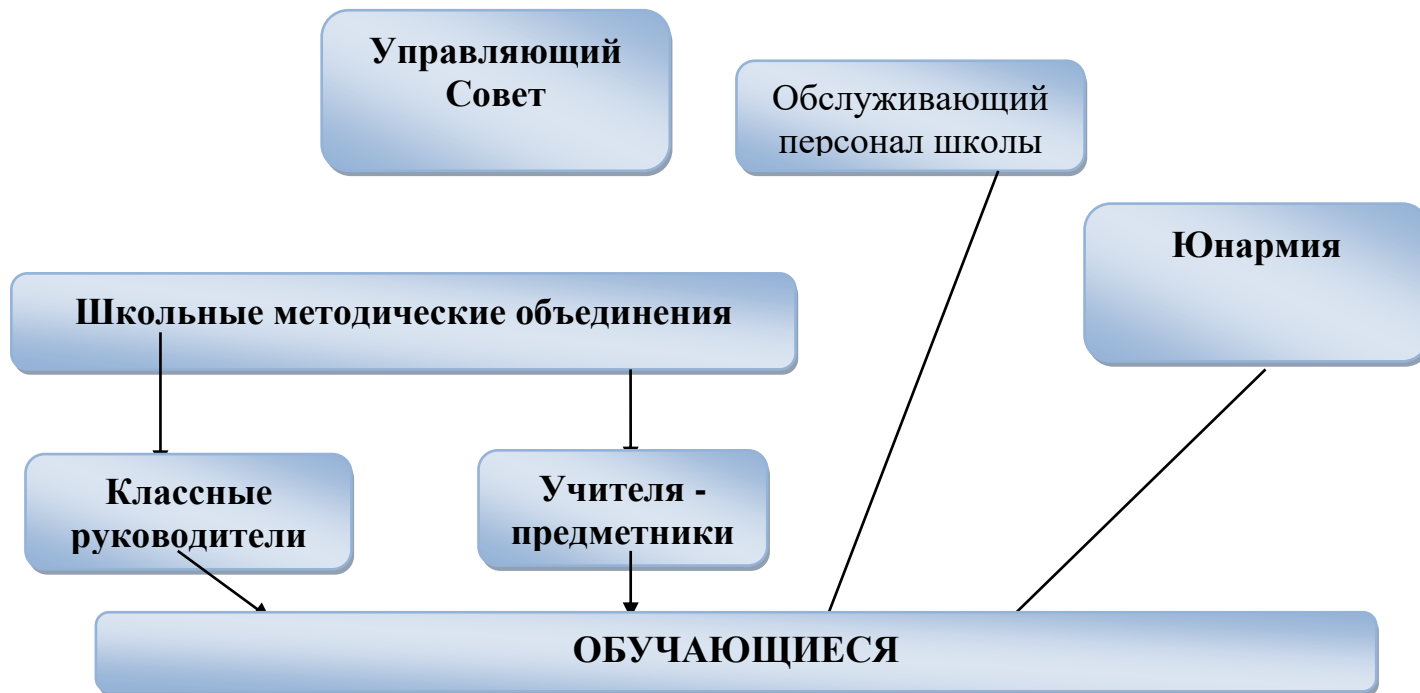 Управляющий
Совет
Обслуживающий
персонал школы
Юнармия
Школьные методические объединения
Классные
руководители
Учителя -
предметники
ОБУЧАЮЩИЕСЯ